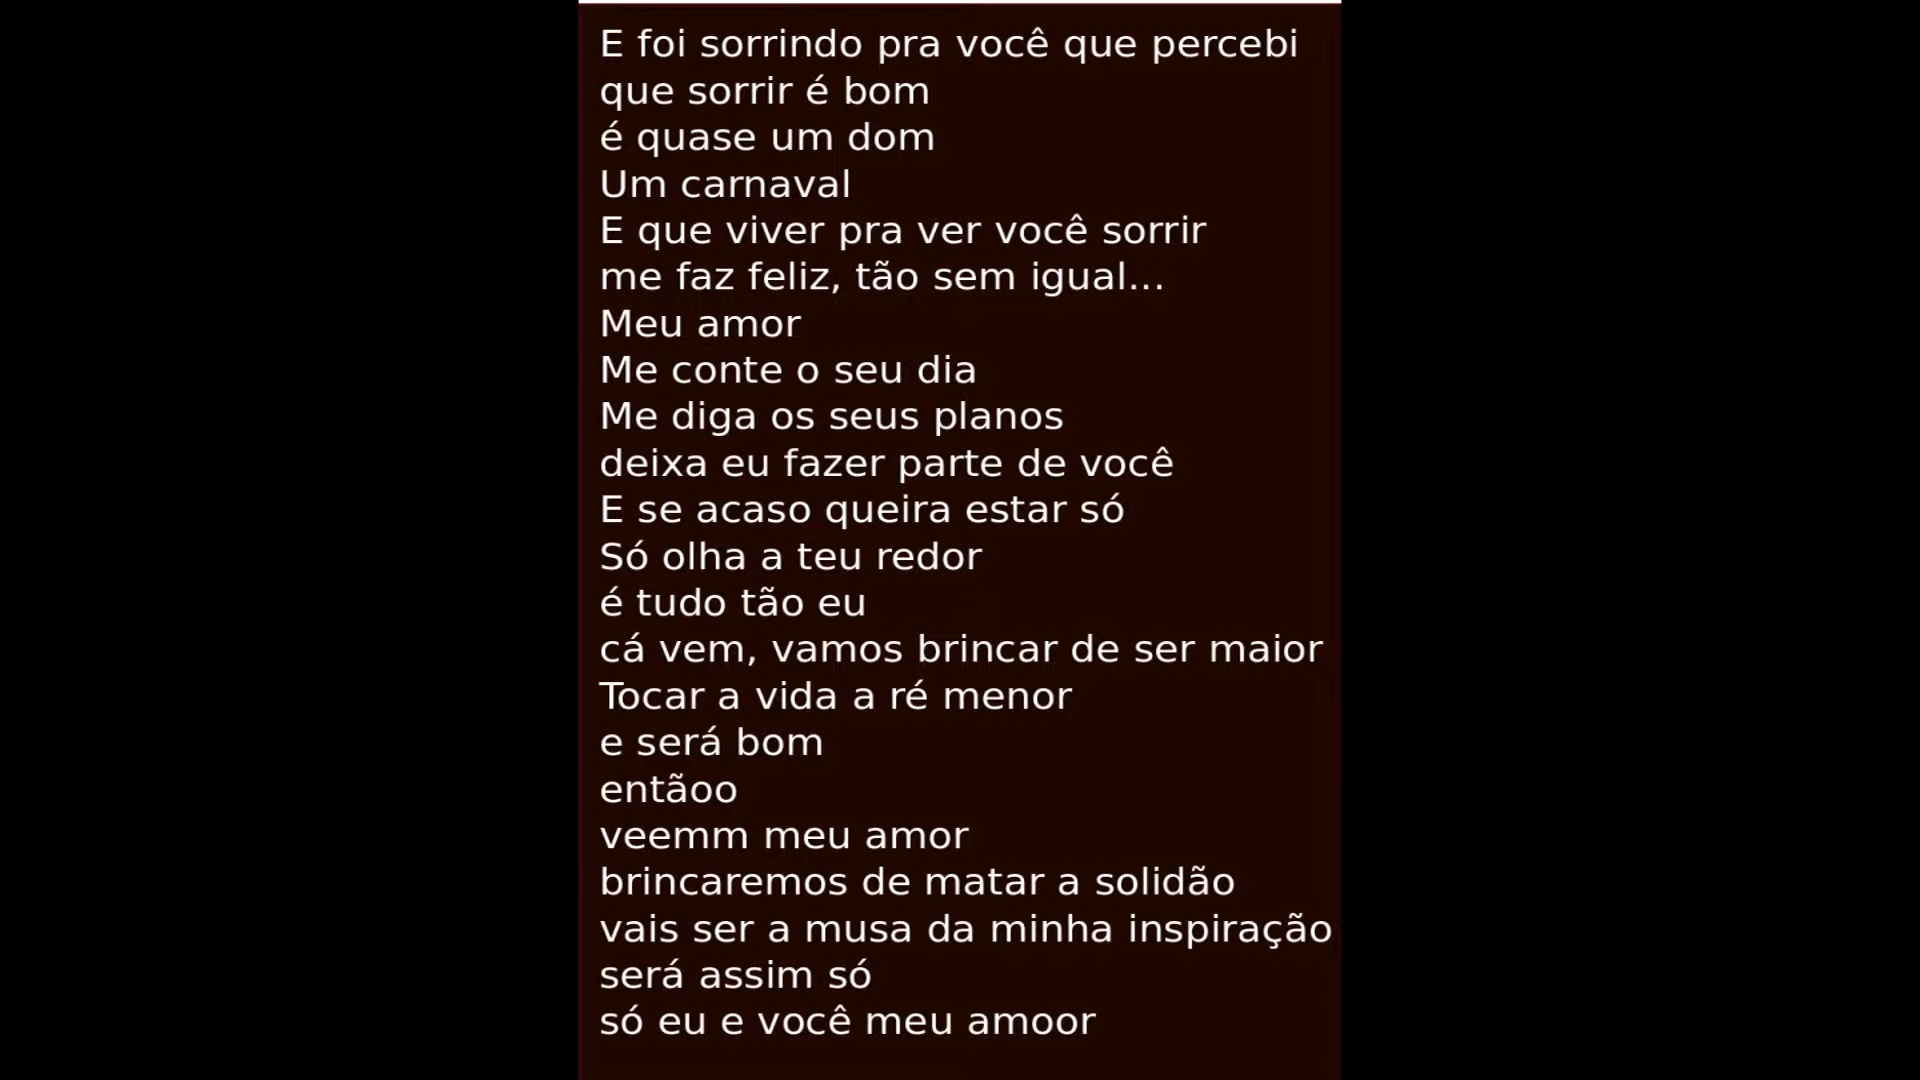 E foi sorrindo pra você que percebi
que sorrir é bom
é quase um dom
Um carnaval
E que viver pra ver você sorrir
me faz feliz, tão sem igual...
Meu amor
Me conte o seu dia
Me diga os seus planos
deixa eu fazer parte de você
E se acaso queira estar só
Só olha a teu redor
é tudo tão eu
cá vem, vamos brincar de ser maior
Tocar a vida a ré menor
e será bom
entãoo
veemm meu amor
brincaremos de matar a solidão
vais ser a musa da minha inspiração
será assim só
só eu e você meu amoor